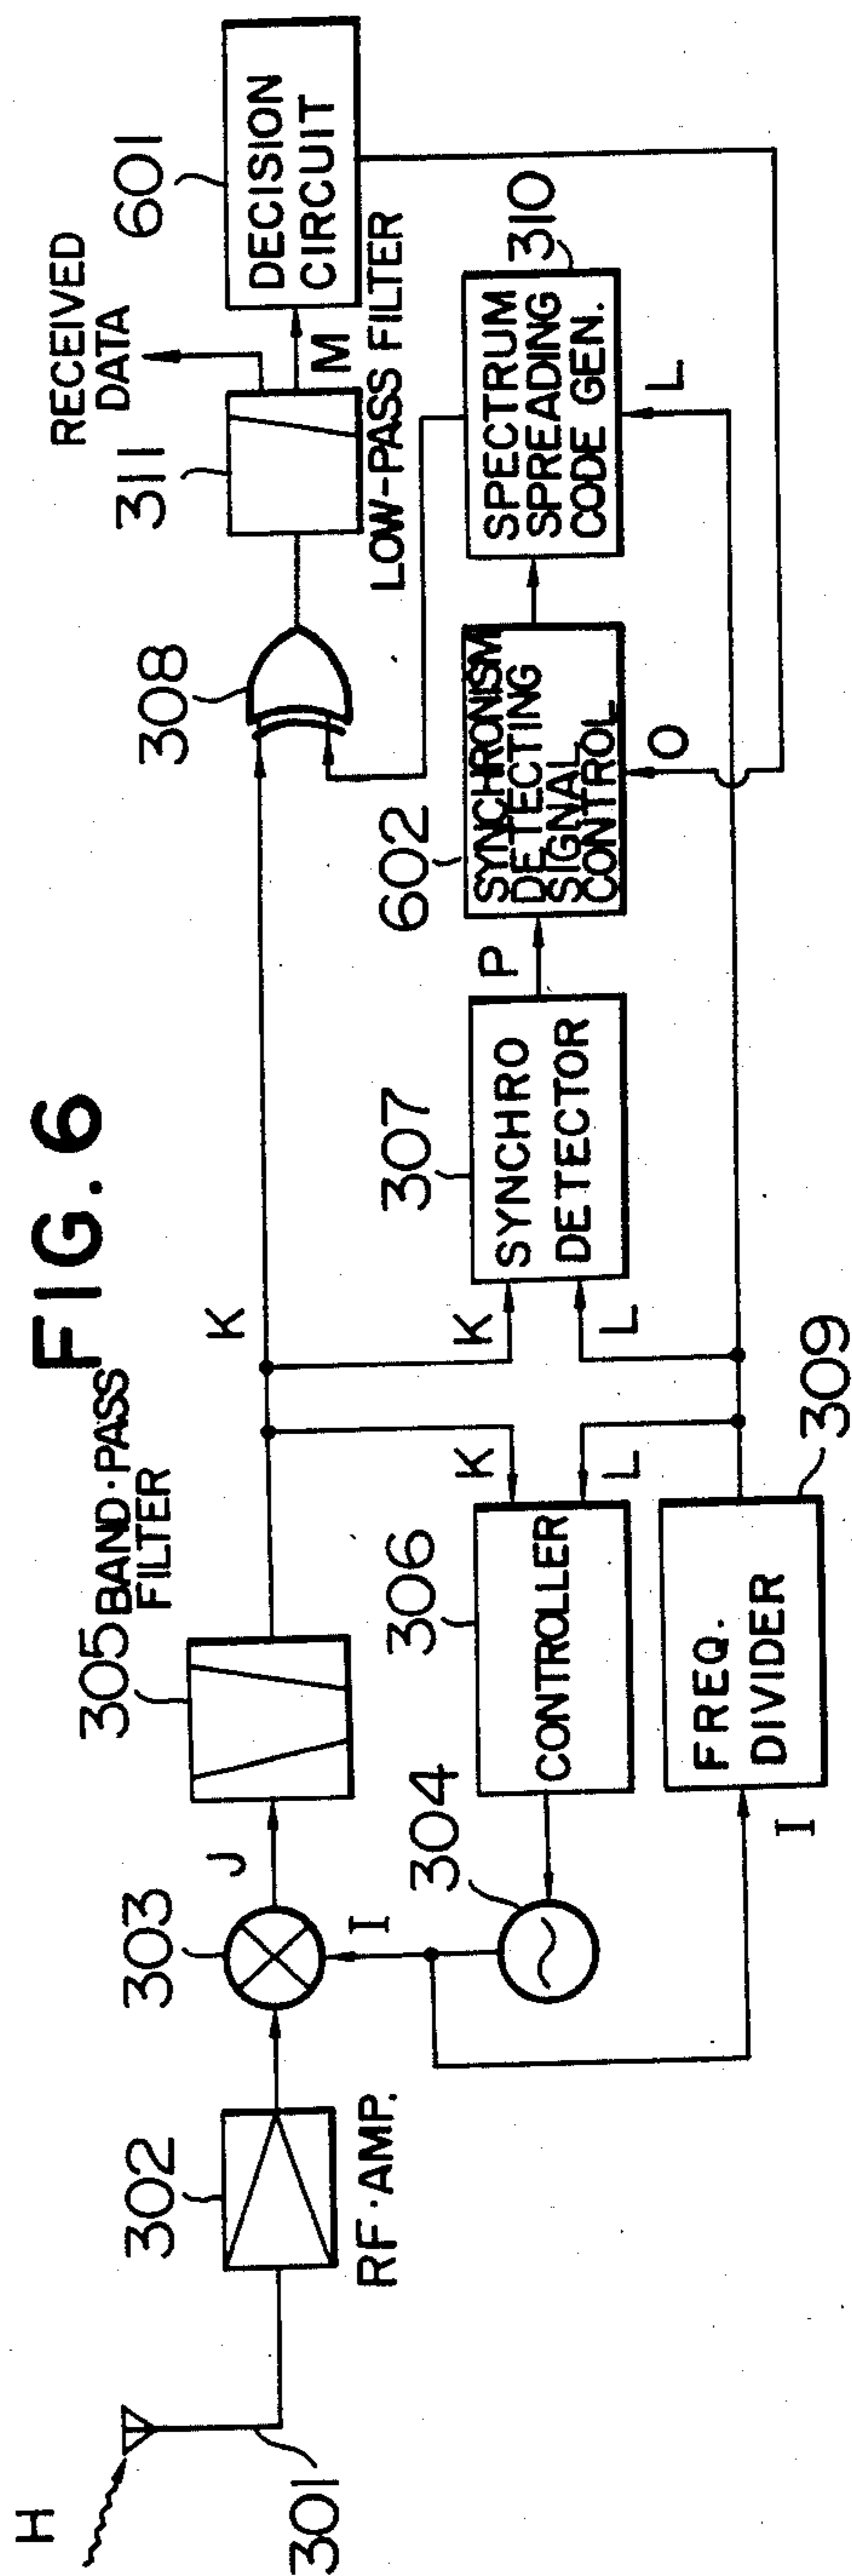 FIG. 6
H
301
302
RF·AMP.
303
J
I
304
305
BAND·PASS
FILTER
K
K
K
306
CONTROLLER
L
L
I
FREQ.
DIVIDER
309
307
SYNCHRO
DETECTOR
P
602
SYNCHRONISM
DETECTING
SIGNAL
CONTROL
O
308
311
LOW-PASS FILTER
RECEIVED
DATA
M
601
DECISION
CIRCUIT
310
SPECTRUM
SPREADING
CODE GEN.
L